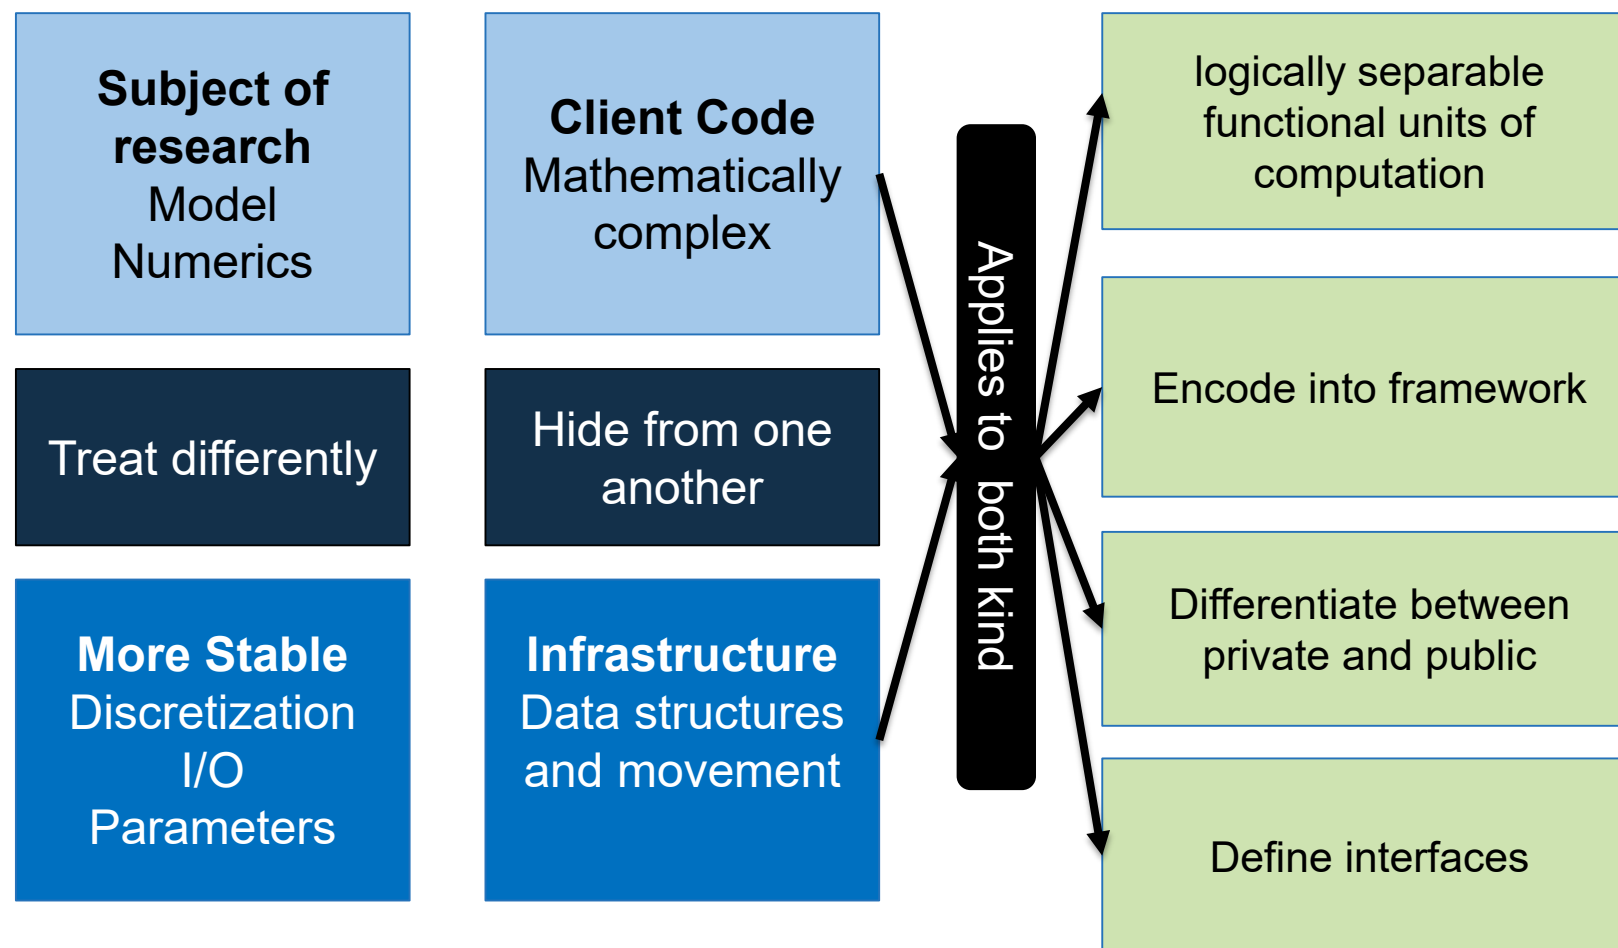 Subject of
research
Model
Numerics
Treat differently
More Stable
Discretization
I/O
Parameters
Client Code
Mathematically
complex
Hide from one
another
Infrastructure
Data structures
and movement
Applies to both kind
logically separable
functional units of
computation
Encode into framework
Differentiate between
private and public
Define interfaces